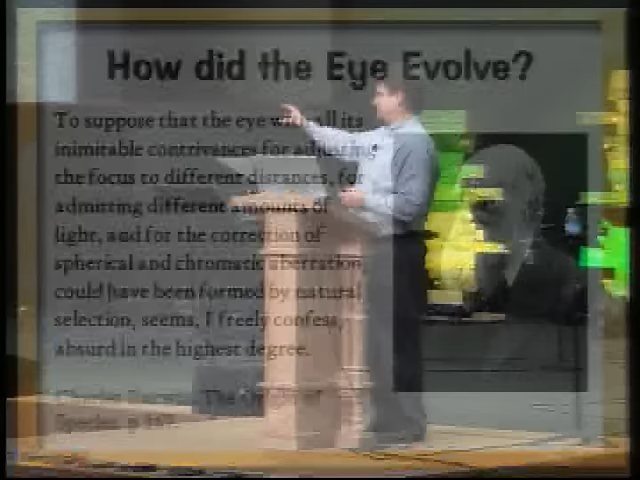 How did the Eye Evolve?
To suppose that the eye with all its
inimitable contrivances for adjusting
the focus to different distances, for
admitting different amounts of
light, and for the correction of
spherical and chromatic aberration
could have been formed by natural
selection, seems, I freely confess,
absurd in the highest degree.
The
Species, p